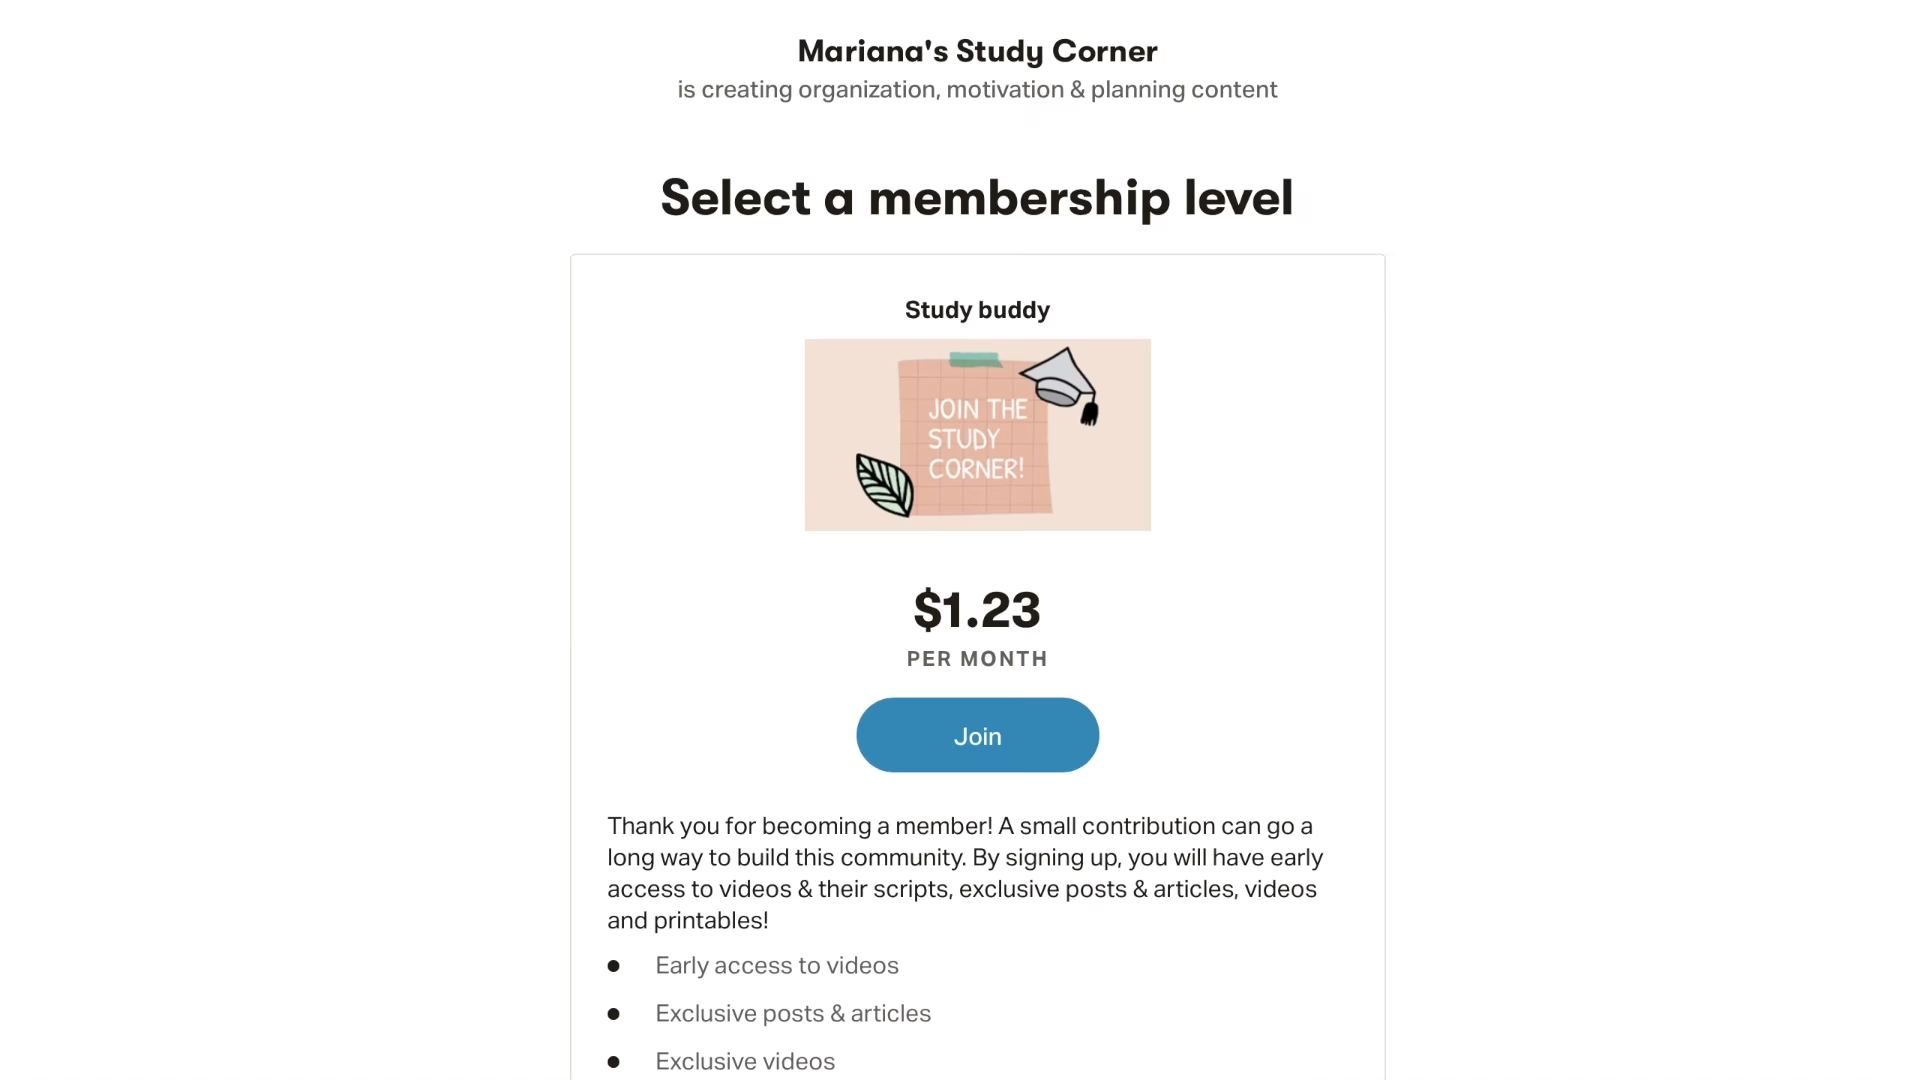 Mariana's Study Corner
is creating organization, motivation & planning content
Select a membership level
Study buddy
JOIN THE
STUDY
CORNER!
$1.23
PER MONTH
Join
Thank you for becoming a member! A small contribution can go a
long way to build this community. By signing up, you will have early
access to videos & their scripts, exclusive posts & articles, videos
and printables!
Early access to videos
Exclusive posts & articles
Exclusive videos